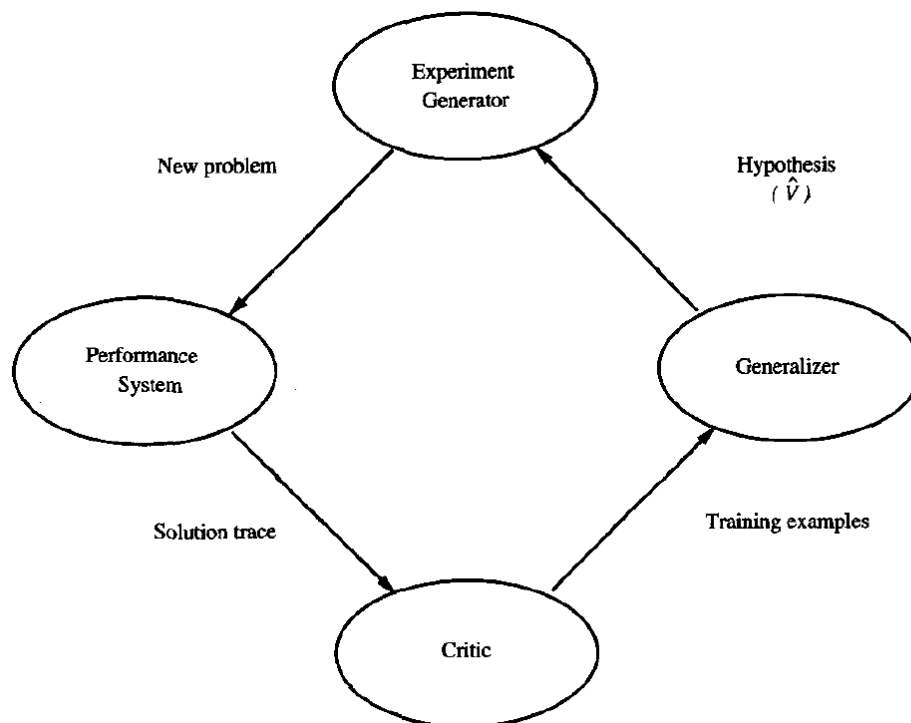 Experiment
Generator
New problem
Hypothesis
( V̂ )
Performance
System
Generalizer
Solution trace
Training examples
Critic